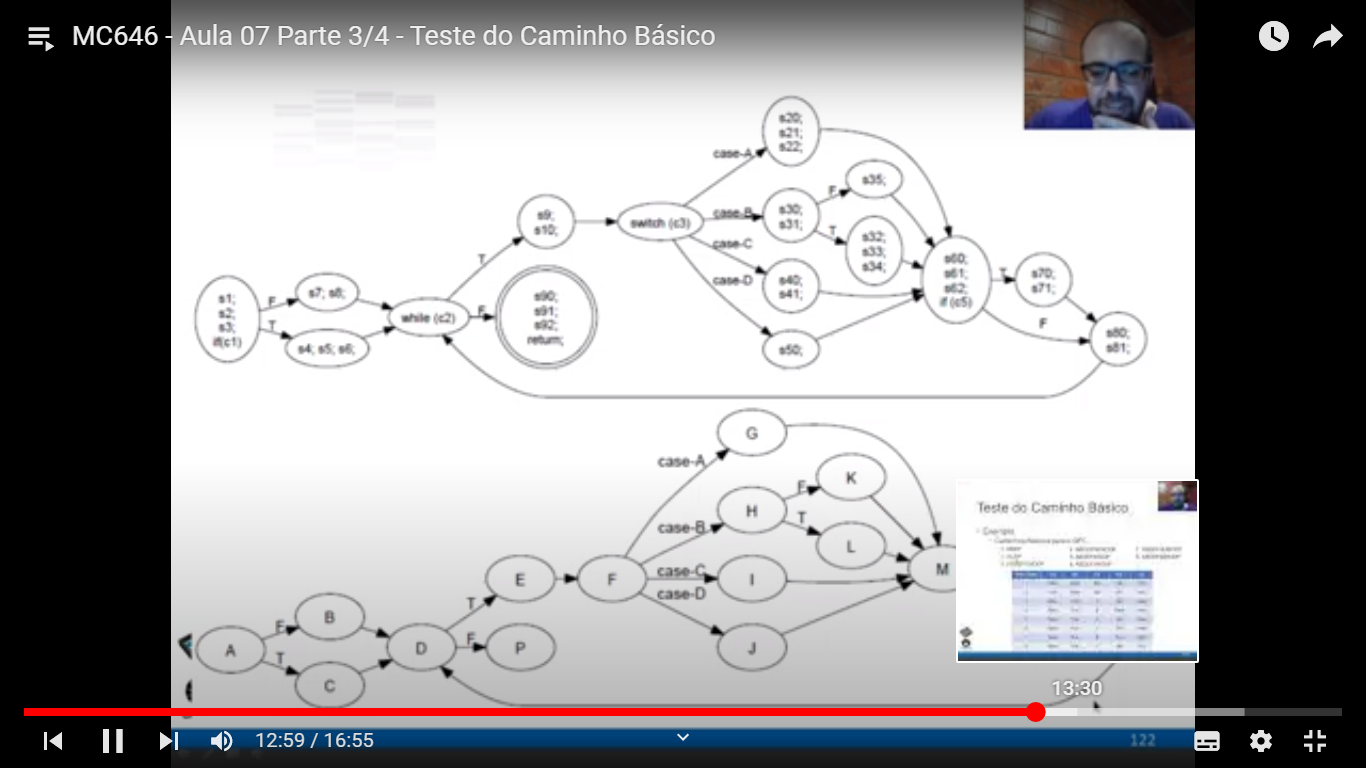 MC646 - Aula 07 Parte 3/4 - Teste do Caminho Básico
s1;
s2;
s3;
if(c1)
F
T
s7; s8;
s4; s5; s6;
while (c2)
T
F
s9;
s10;
s90;
s91;
s92;
return;
switch (c3)
case-A
case-B
case-C
case-D
s20;
s21;
s22;
s30;
s31;
F
T
s35;
s32;
s33;
s34;
s40;
s41;
s50;
s60;
s61;
s62;
if (c5)
T
F
s70;
s71;
s80;
s81;
A
F
T
B
C
D
T
F
E
P
F
case-A
case-B
case-C
case-D
G
H
I
J
F
T
K
L
M
Teste do Caminho Básico
Exemplo
13:30
12:59 / 16:55
122